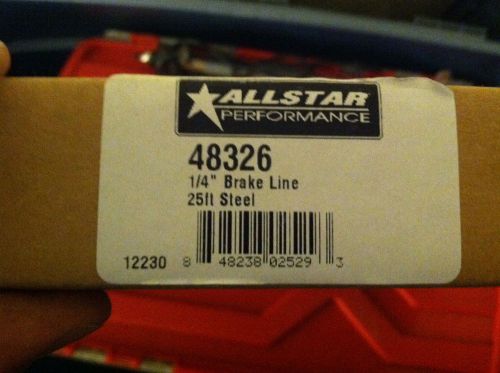 ALLSTAR
PERFORMANCE
48326
1/4" Brake Line
25ft Steel
12230 8 48238 02529 3